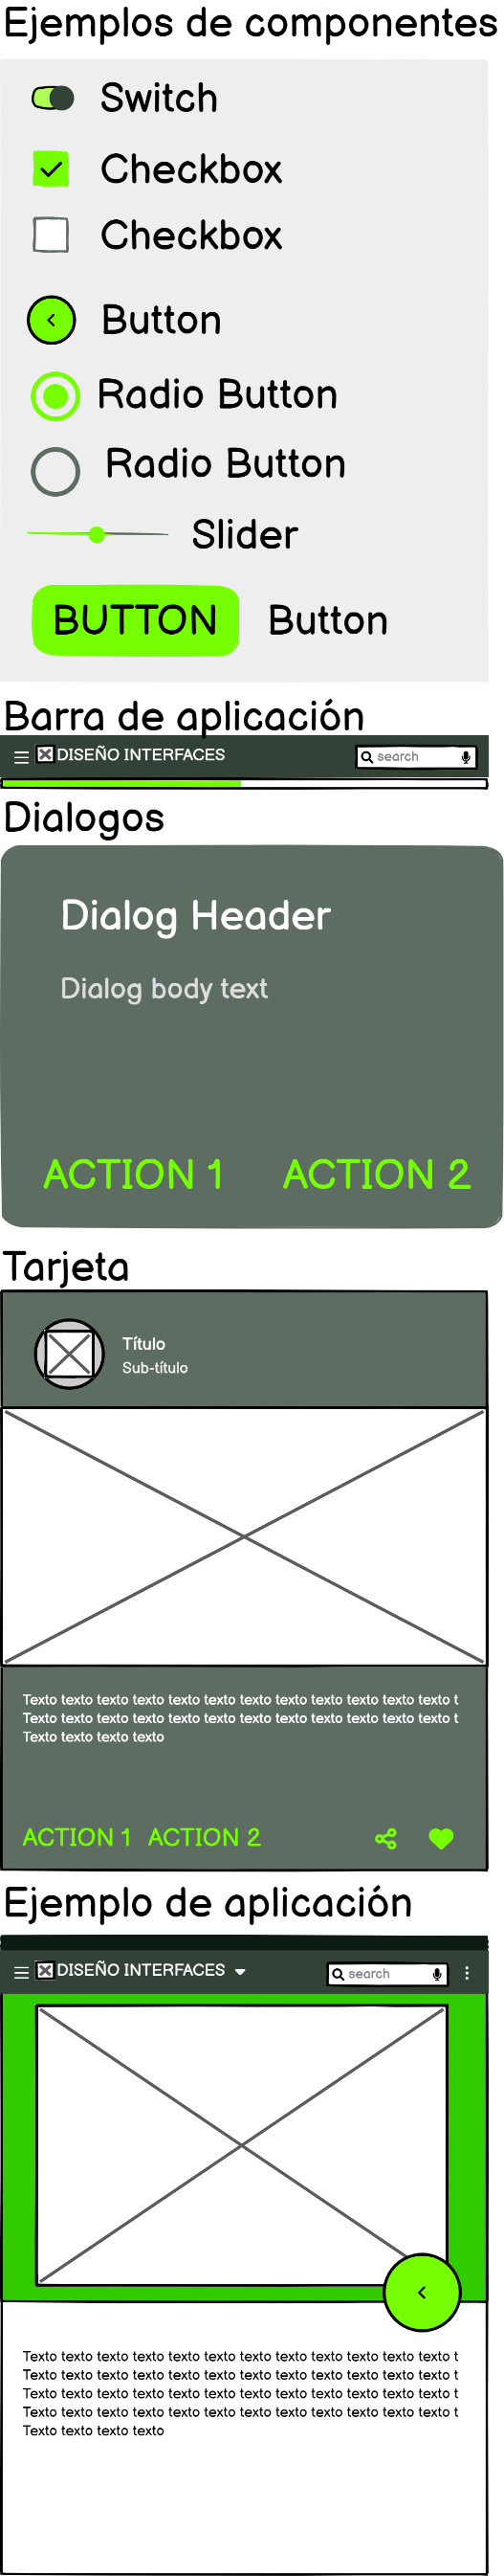 Ejemplos de componentes
Switch
Checkbox
Checkbox
Button
Radio Button
Radio Button
Slider
BUTTON Button
Barra de aplicación
DISEÑO INTERFACES search
Dialogos
Dialog Header
Dialog body text
ACTION 1 ACTION 2
Tarjeta
Título
Sub-título
Texto texto texto texto texto texto texto texto texto texto texto texto t
Texto texto texto texto texto texto texto texto texto texto texto texto t
Texto texto texto texto
ACTION 1 ACTION 2
Ejemplo de aplicación
DISEÑO INTERFACES search
Texto texto texto texto texto texto texto texto texto texto texto texto t
Texto texto texto texto texto texto texto texto texto texto texto texto t
Texto texto texto texto texto texto texto texto texto texto texto texto t
Texto texto texto texto texto texto texto texto texto texto texto texto t
Texto texto texto texto